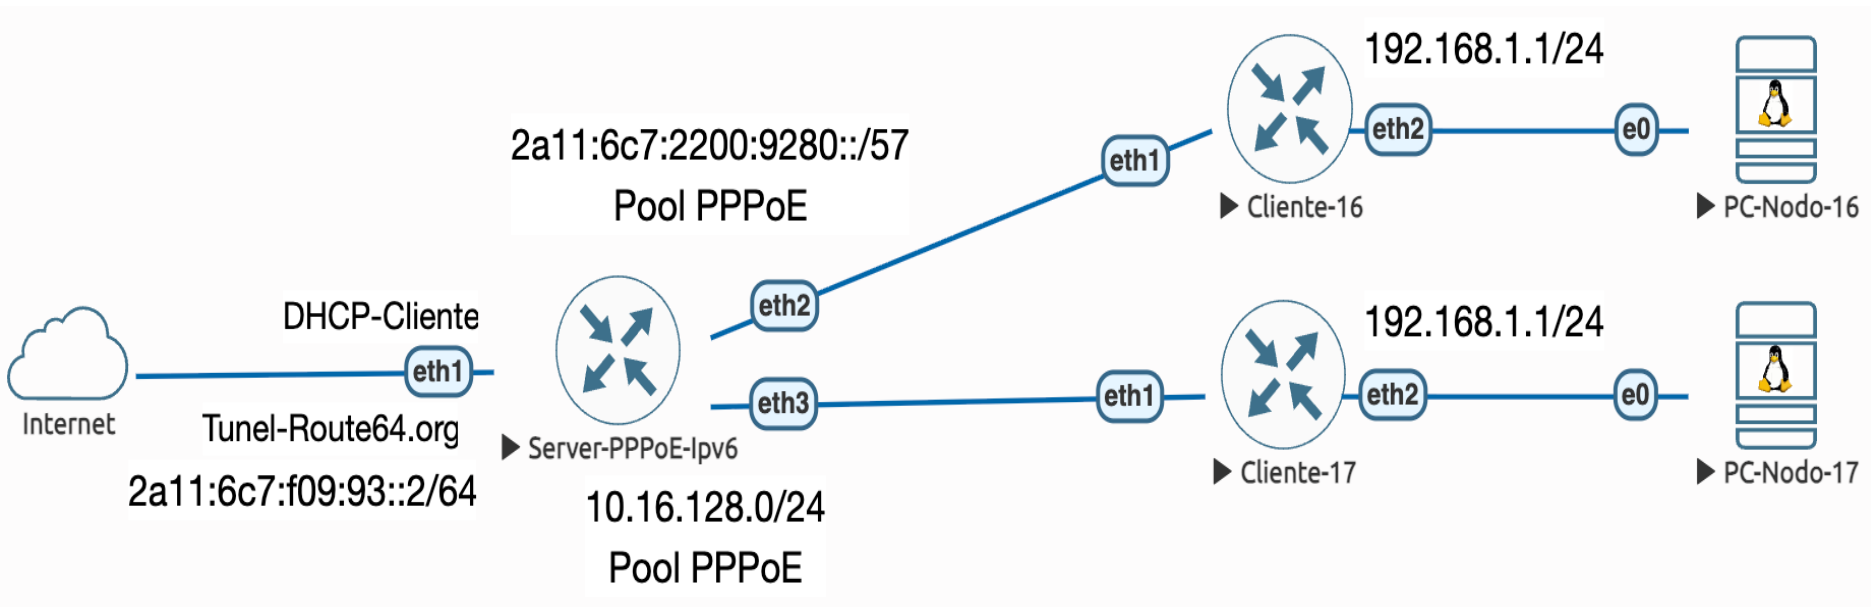 192.168.1.1/24
eth2
e0
eth1
▶ Cliente-16
▶ PC-Nodo-16
2a11:6c7:2200:9280::/57
Pool PPPoE
eth2
DHCP-Cliente
eth1
Internet
Tunel-Route64.org
2a11:6c7:f09:93::2/64
▶ Server-PPPoE-Ipv6
10.16.128.0/24
Pool PPPoE
eth3
eth1
192.168.1.1/24
eth2
e0
▶ Cliente-17
▶ PC-Nodo-17